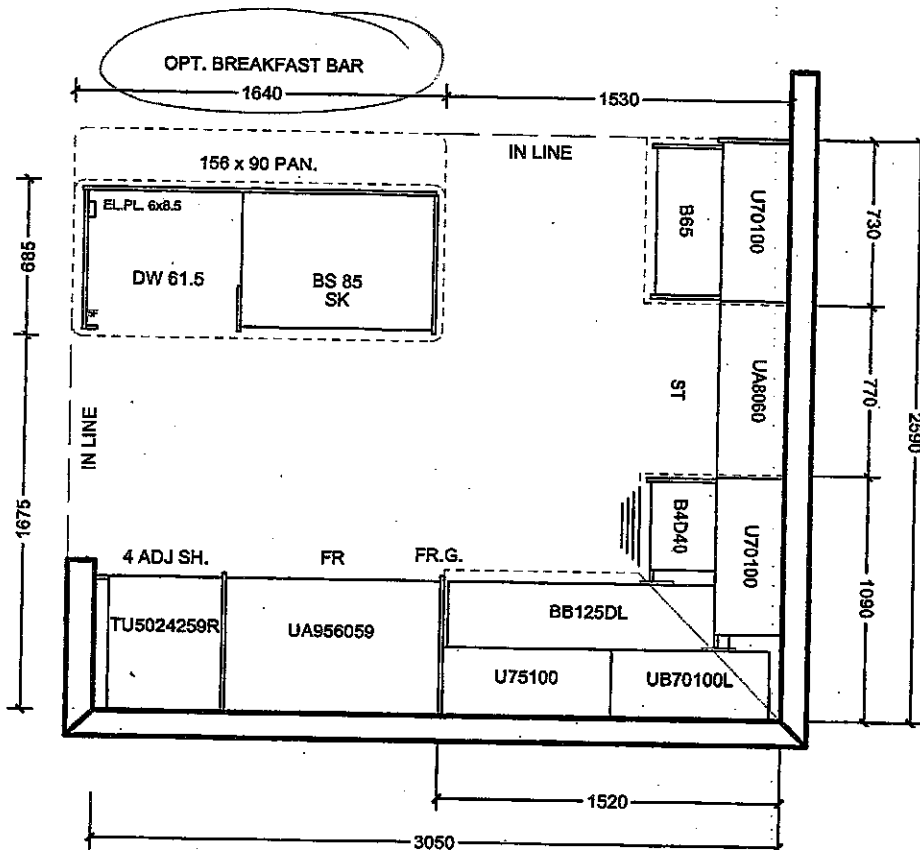 OPT. BREAKFAST BAR
1640
1530
IN LINE
156 x 90 PAN.
EL.PL. 6x8.5
DW 61.5
BS 85
SK
SF
685
B65
U70100
730
ST
UA8060
770
2590
IN LINE
1675
B4D40
U70100
1090
4 ADJ SH.
FR
FR.G.
TU5024259R
UA956059
BB125DL
U75100
UB70100L
1520
3050